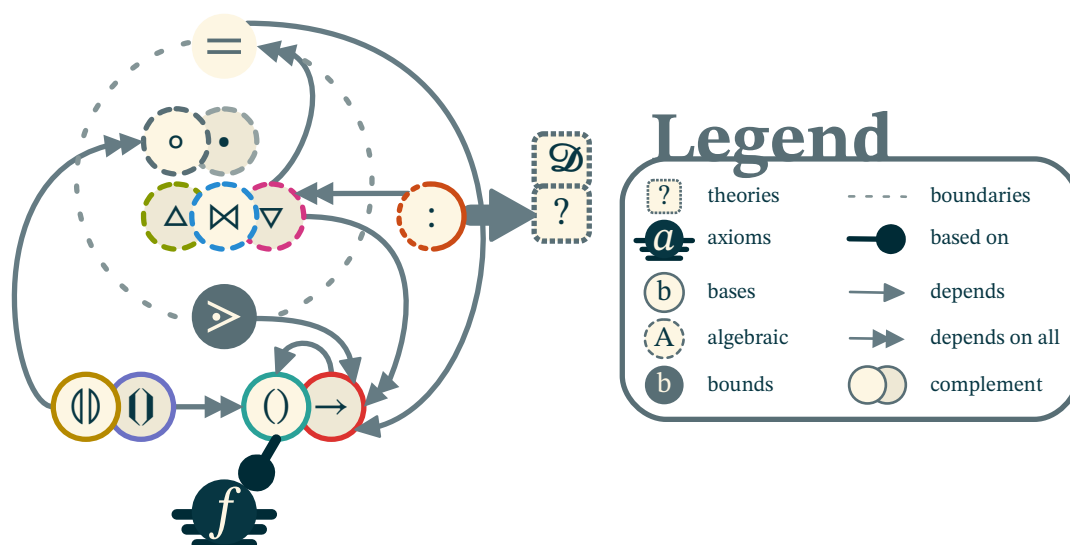 =
∘ •
△ ⋈ ▽
:
𝒟
?
⋗
() →
f
Legend
? theories
boundaries
a axioms
based on
b bases
depends
A algebraic
depends on all
b bounds
complement